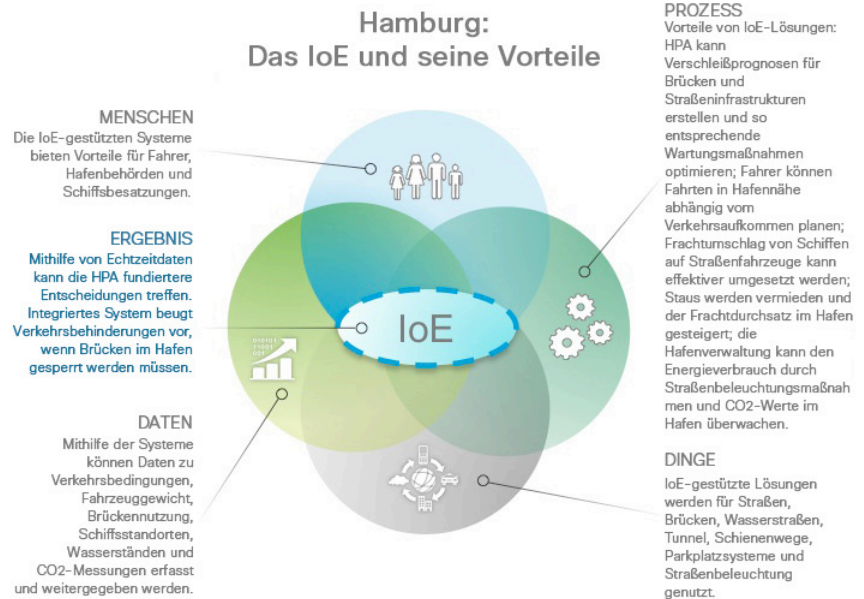 Hamburg:
Das IoE und seine Vorteile
MENSCHEN
Die IoE-gestützten Systeme
bieten Vorteile für Fahrer,
Hafenbehörden und
Schiffsbesatzungen.
ERGEBNIS
Mithilfe von Echtzeitdaten
kann die HPA fundiertere
Entscheidungen treffen.
Integriertes System beugt
Verkehrsbehinderungen vor,
wenn Brücken im Hafen
gesperrt werden müssen.
DATEN
Mithilfe der Systeme
können Daten zu
Verkehrsbedingungen,
Fahrzeuggewicht,
Brückennutzung,
Schiffsstandorten,
Wasserständen und
CO2-Messungen erfasst
und weitergegeben werden.
IoE
010101
11001
001
PROZESS
Vorteile von IoE-Lösungen:
HPA kann
Verschleißprognosen für
Brücken und
Straßeninfrastrukturen
erstellen und so
entsprechende
Wartungsmaßnahmen
optimieren; Fahrer können
Fahrten in Hafennähe
abhängig vom
Verkehrsaufkommen planen;
Frachtumschlag von Schiffen
auf Straßenfahrzeuge kann
effektiver umgesetzt werden;
Staus werden vermieden und
der Frachtdurchsatz im Hafen
gesteigert; die
Hafenverwaltung kann den
Energieverbrauch durch
Straßenbeleuchtungsmaßnah
men und CO2-Werte im
Hafen überwachen.
DINGE
IoE-gestützte Lösungen
werden für Straßen,
Brücken, Wasserstraßen,
Tunnel, Schienenwege,
Parkplatzsysteme und
Straßenbeleuchtung
genutzt.